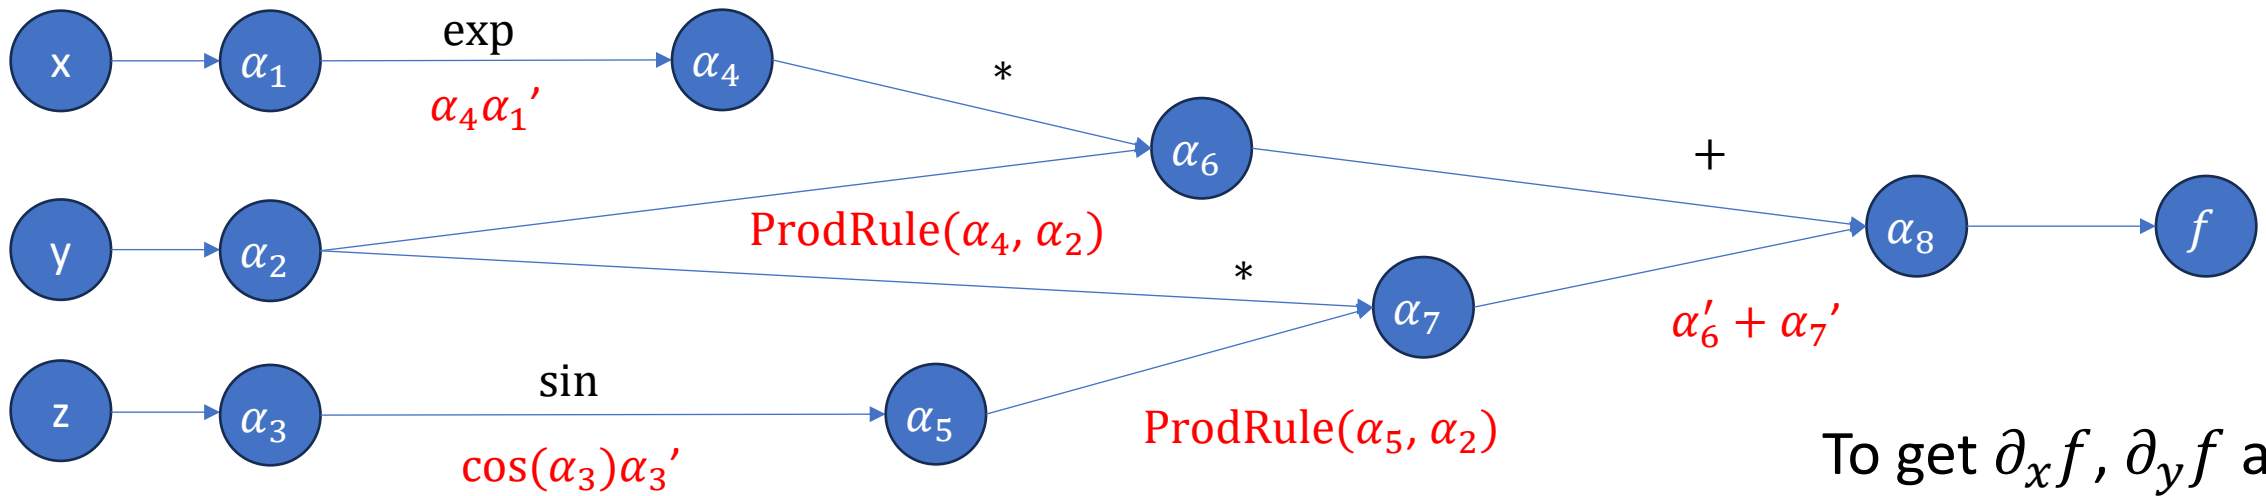 x α₁ exp α₄ *
α₄α₁’
α₆ +
y α₂ ProdRule(α₄, α₂) α₈ f
*
α₇ α₆′ + α₇’
z α₃ sin α₅
cos(α₃)α₃’ ProdRule(α₅, α₂)
To get ∂ₓf, ∂ᵧf a